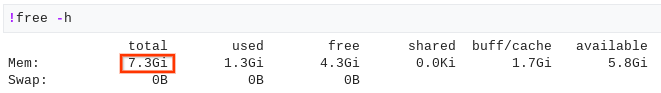 !free -h
total used free shared buff/cache available
Mem: 7.3Gi 1.3Gi 4.3Gi 0.0Ki 1.7Gi 5.8Gi
Swap: 0B 0B 0B